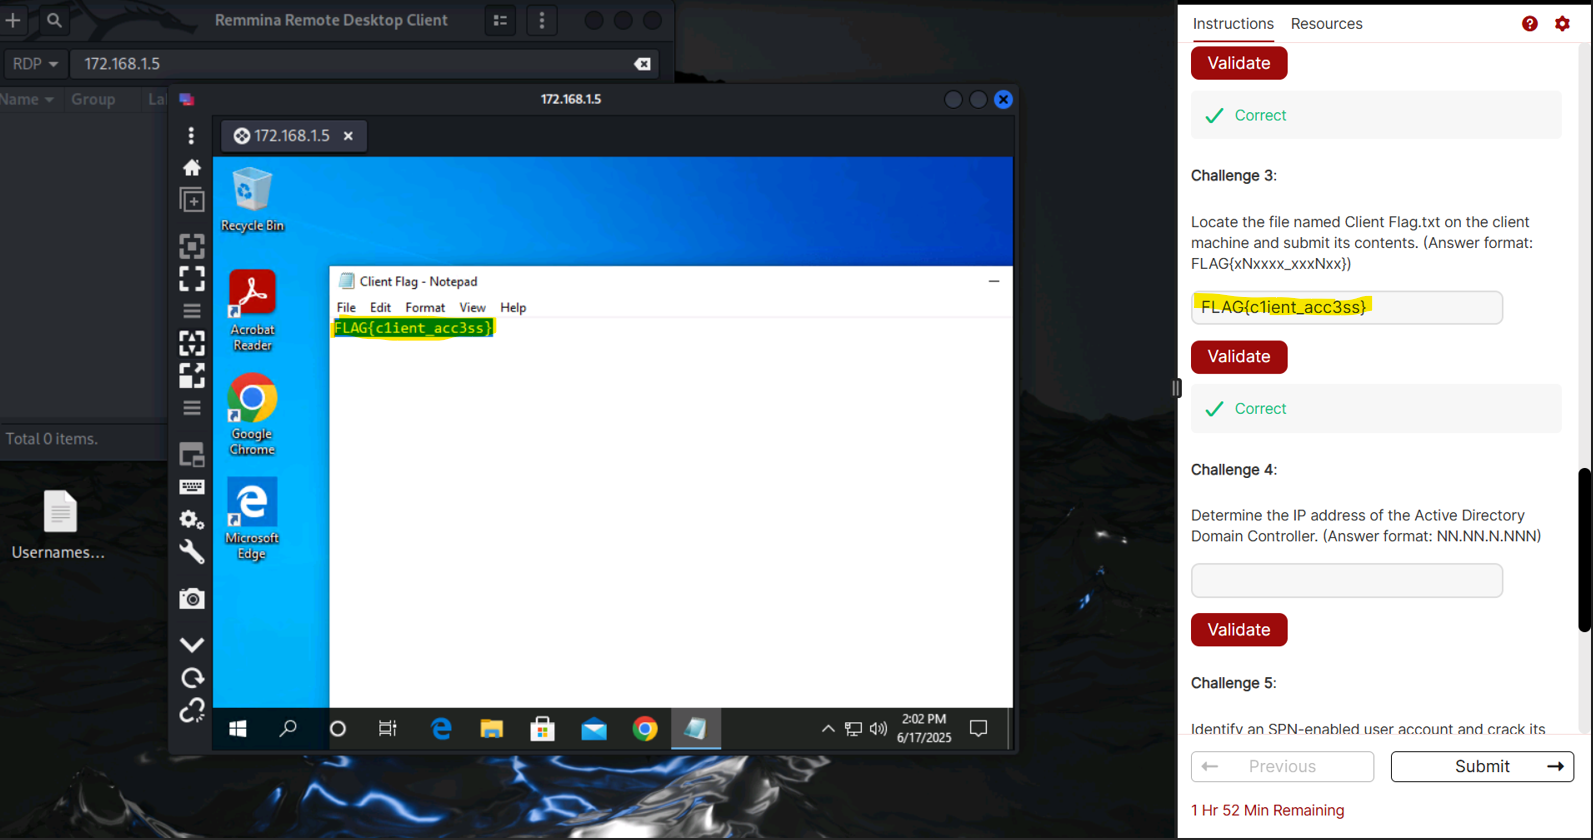 Remmina Remote Desktop Client
RDP
172.168.1.5
Name
Group
172.168.1.5
172.168.1.5
Recycle Bin
Acrobat
Reader
Google
Chrome
Microsoft
Edge
Client Flag - Notepad
File Edit Format View Help
FLAG{c1ient_acc3ss}
2:02 PM
6/17/2025
Total 0 items.
Usernames...
Instructions Resources
Validate
Correct
Challenge 3:
Locate the file named Client Flag.txt on the client
machine and submit its contents. (Answer format:
FLAG{xNxxxx_xxxNxx})
FLAG{c1ient_acc3ss}
Validate
Correct
Challenge 4:
Determine the IP address of the Active Directory
Domain Controller. (Answer format: NN.NN.N.NNN)
Validate
Challenge 5:
Identify an SPN-enabled user account and crack its
Previous
Submit
1 Hr 52 Min Remaining